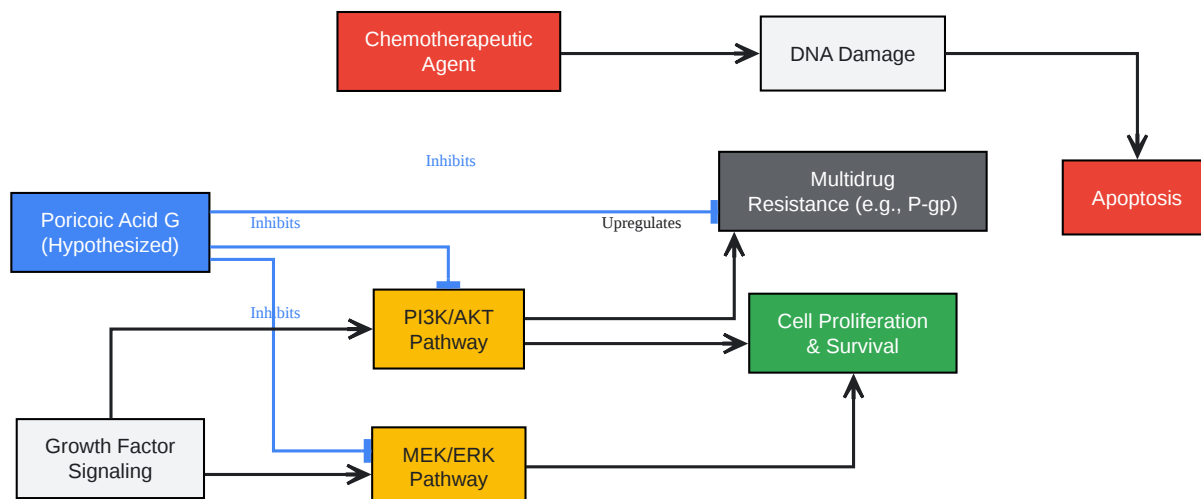 Chemotherapeutic
Agent
DNA Damage
Inhibits
Multidrug
Resistance (e.g., P-gp)
Apoptosis
Poricoic Acid G
(Hypothesized)
Inhibits
Upregulates
Inhibits
PI3K/AKT
Pathway
Cell Proliferation
& Survival
Growth Factor
Signaling
MEK/ERK
Pathway